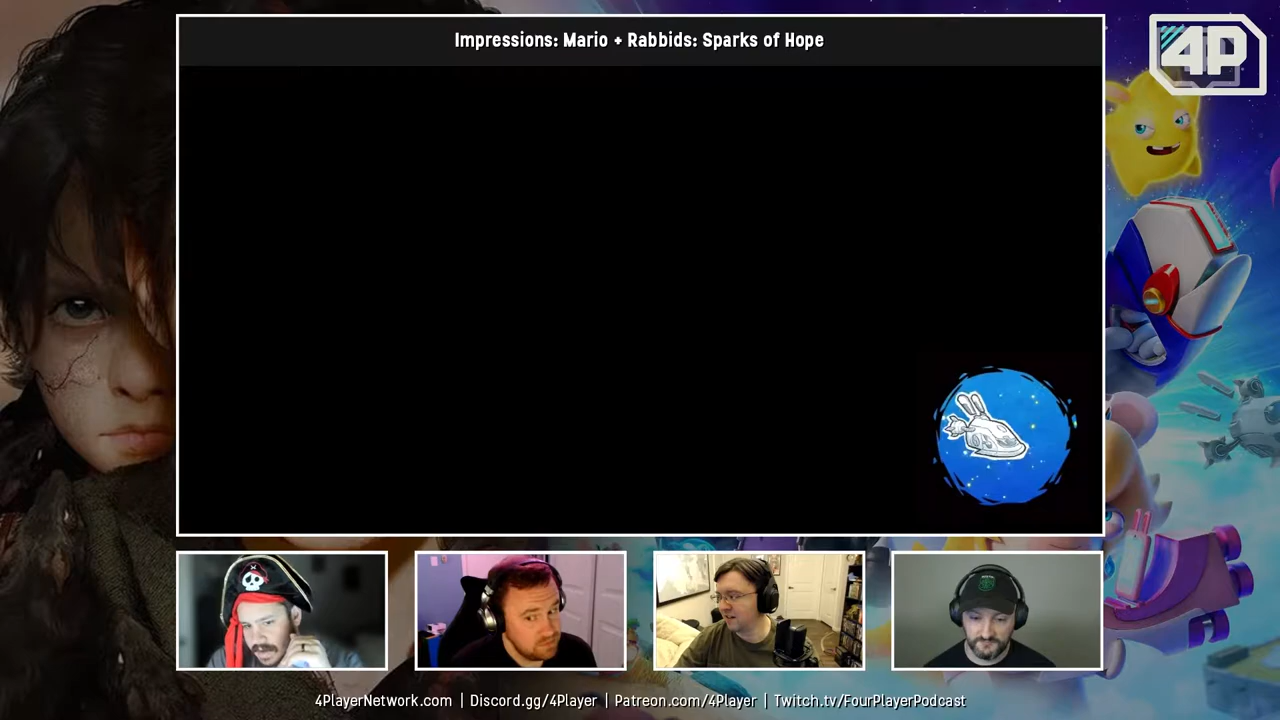 Impressions: Mario + Rabbids: Sparks of Hope
4P
4PlayerNetwork.com | Discord.gg/4Player | Patreon.com/4Player | Twitch.tv/FourPlayerPodcast